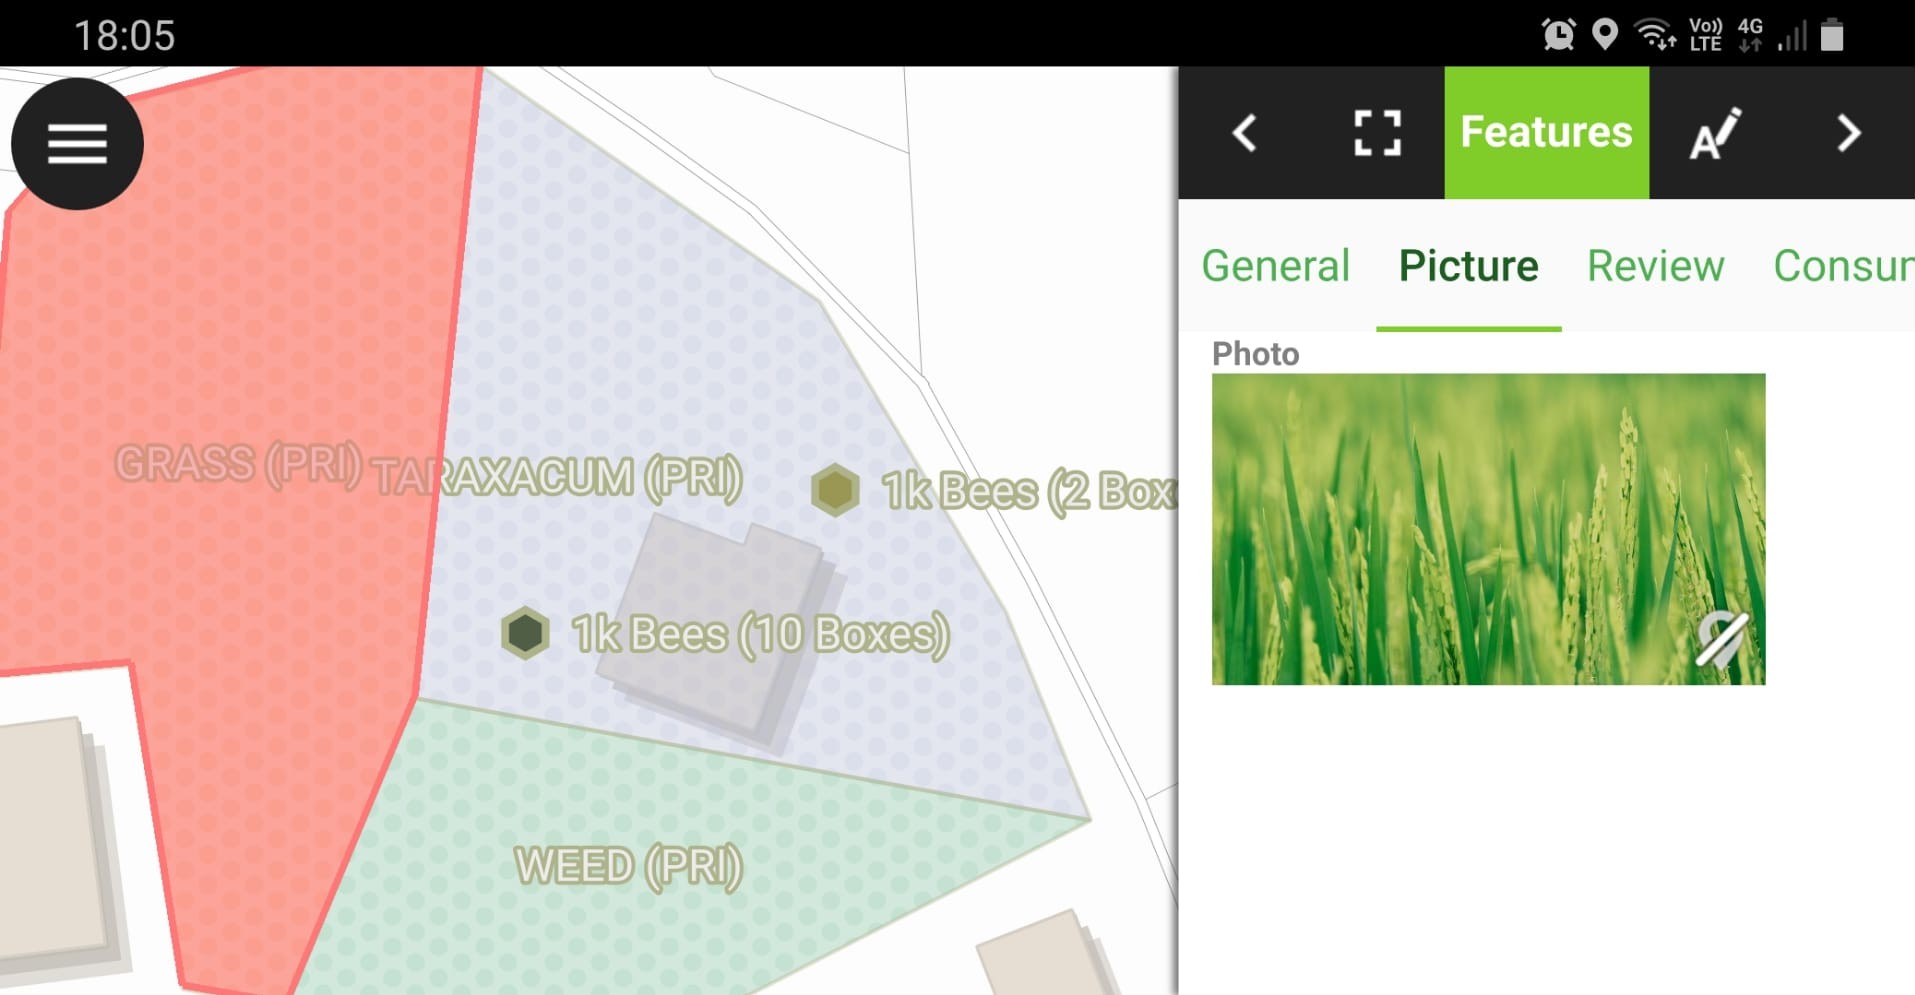 18:05
Vo))
LTE
4G
Features
General
Picture
Review
Consur
Photo
GRASS (PRI)
TARAXACUM (PRI)
1k Bees (2 Box
1k Bees (10 Boxes)
WEED (PRI)